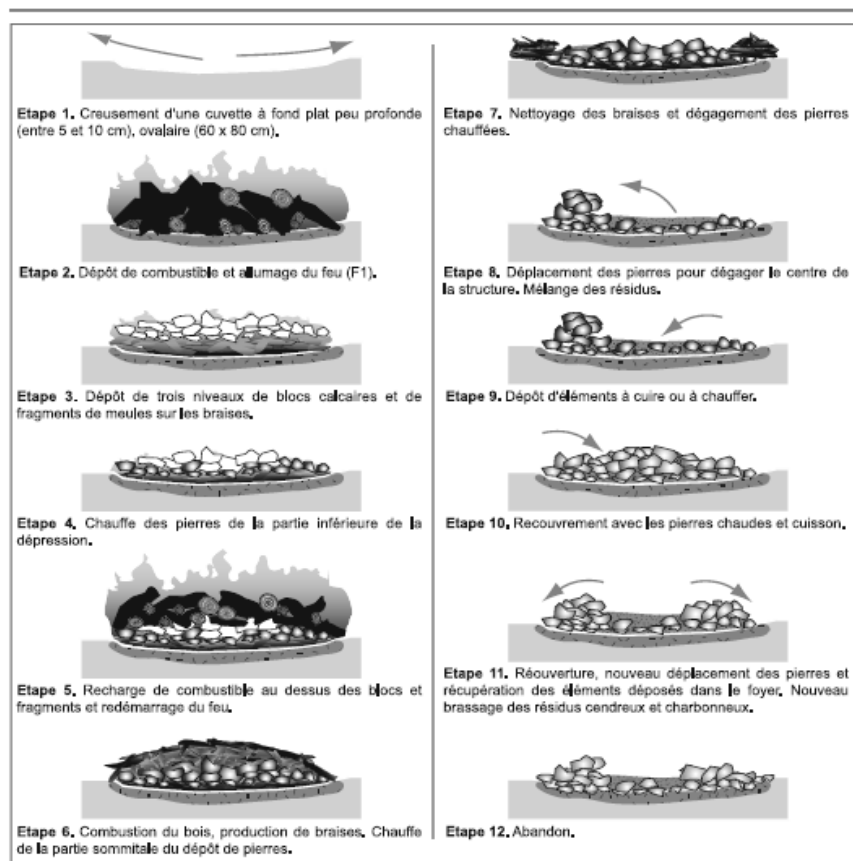 Etape 1. Creusement d'une cuvette à fond plat peu profonde
(entre 5 et 10 cm), ovalaire (60 x 80 cm).
Etape 2. Dépôt de combustible et allumage du feu (F1).
Etape 3. Dépôt de trois niveaux de blocs calcaires et de
fragments de meules sur les braises.
Etape 4. Chauffe des pierres de la partie inférieure de la
dépression.
Etape 5. Recharge de combustible au dessus des blocs et
fragments et redémarrage du feu.
Etape 6. Combustion du bois, production de braises. Chauffe
de la partie sommitale du dépôt de pierres.
Etape 7. Nettoyage des braises et dégagement des pierres
chauffées.
Etape 8. Déplacement des pierres pour dégager le centre de
la structure. Mélange des résidus.
Etape 9. Dépôt d'éléments à cuire ou à chauffer.
Etape 10. Recouvrement avec les pierres chaudes et cuisson.
Etape 11. Réouverture, nouveau déplacement des pierres et
récupération des éléments déposés dans le foyer. Nouveau
brassage des résidus cendreux et charbonneux.
Etape 12. Abandon.